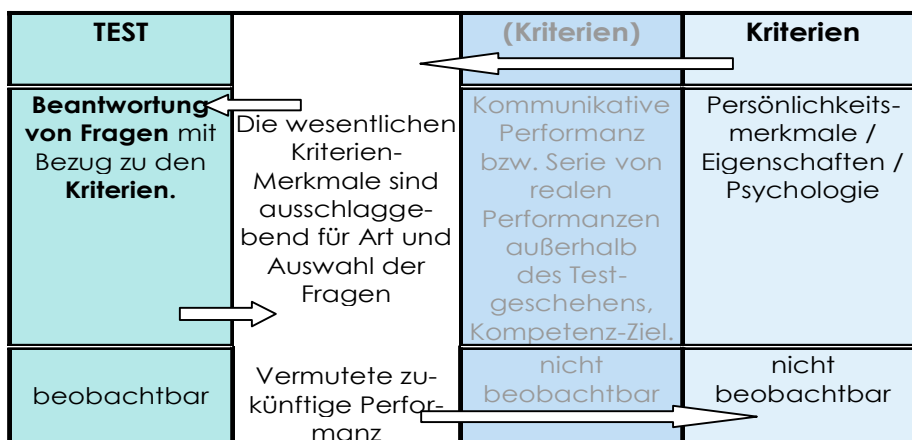 TEST
(Kriterien)
Kriterien
Beantwortung
von Fragen mit
Bezug zu den
Kriterien.
Die wesentlichen
Kriterien-
Merkmale sind
ausschlagge-
bend für Art und
Auswahl der
Fragen
Kommunikative
Performanz
bzw. Serie von
realen
Performanzen
außerhalb
des Test-
geschehens,
Kompetenz-Ziel.
Persönlichkeits-
merkmale /
Eigenschaften /
Psychologie
beobachtbar
Vermutete zu-
künftige Perfor-
manz
nicht
beobachtbar
nicht
beobachtbar